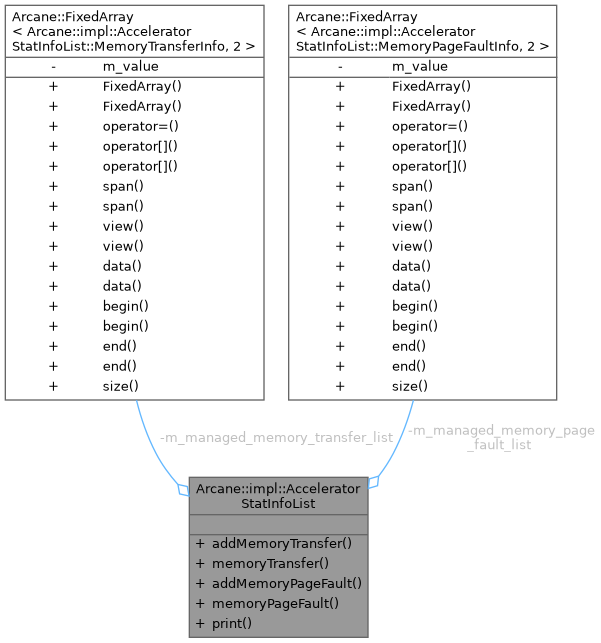 Arcane::FixedArray
< Arcane::impl::Accelerator
StatInfoList::MemoryTransferInfo, 2 >
- m_value
+ FixedArray()
+ FixedArray()
+ operator=()
+ operator[]()
+ operator[]()
+ span()
+ span()
+ view()
+ view()
+ data()
+ data()
+ begin()
+ begin()
+ end()
+ end()
+ size()
Arcane::FixedArray
< Arcane::impl::Accelerator
StatInfoList::MemoryPageFaultInfo, 2 >
- m_value
+ FixedArray()
+ FixedArray()
+ operator=()
+ operator[]()
+ operator[]()
+ span()
+ span()
+ view()
+ view()
+ data()
+ data()
+ begin()
+ begin()
+ end()
+ end()
+ size()
-m_managed_memory_transfer_list
-m_managed_memory_page
_fault_list
Arcane::impl::Accelerator
StatInfoList
+ addMemoryTransfer()
+ memoryTransfer()
+ addMemoryPageFault()
+ memoryPageFault()
+ print()